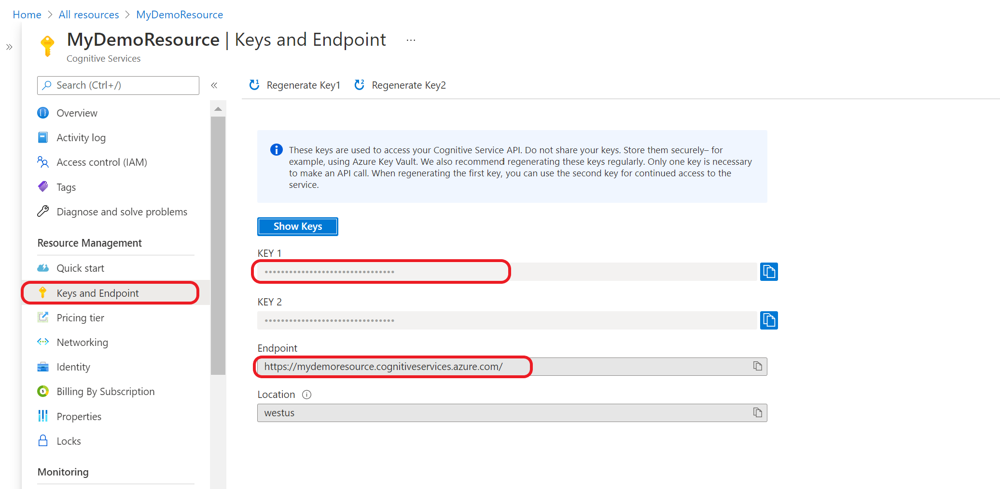 Home > All resources > MyDemoResource
»
MyDemoResource | Keys and Endpoint ...
Cognitive Services
Search (Ctrl+/)
«
Overview
Activity log
Access control (IAM)
Tags
Diagnose and solve problems
Resource Management
Quick start
Keys and Endpoint
Pricing tier
Networking
Identity
Billing By Subscription
Properties
Locks
Monitoring
Regenerate Key1 Regenerate Key2
These keys are used to access your Cognitive Service API. Do not share your keys. Store them securely– for
example, using Azure Key Vault. We also recommend regenerating these keys regularly. Only one key is necessary
to make an API call. When regenerating the first key, you can use the second key for continued access to the
service.
Show Keys
KEY 1
••••••••••••••••••••••••••••••••
KEY 2
••••••••••••••••••••••••••••••••
Endpoint
https://mydemoresource.cognitiveservices.azure.com/
Location
westus